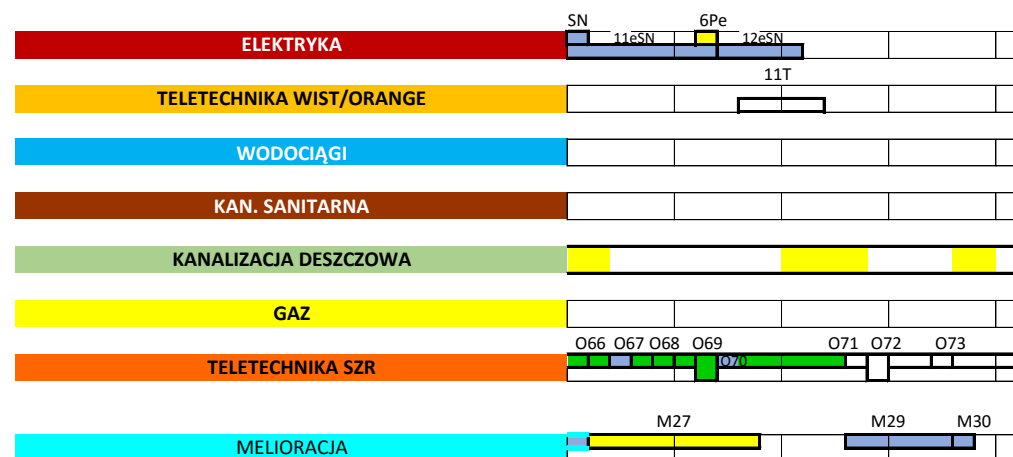 SN 6Pe
ELEKTRYKA 11eSN 12eSN
11T
TELETECHNIKA WIST/ORANGE
WODOCIĄGI
KAN. SANITARNA
KANALIZACJA DESZCZOWA
GAZ
O66 O67 O68 O69 O71 O72 O73
TELETECHNIKA SZR O70
M27 M29 M30
MELIORACJA